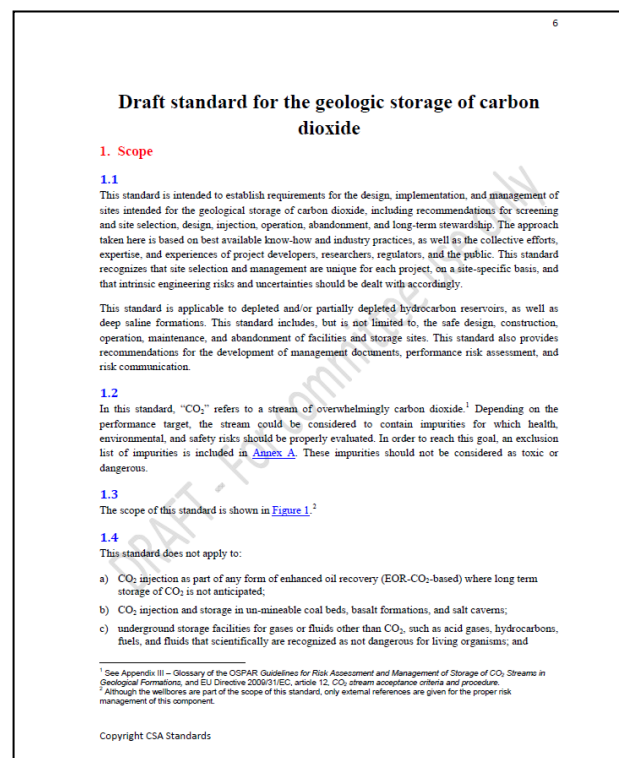 6
Draft standard for the geologic storage of carbon
dioxide
1. Scope
1.1
This standard is intended to establish requirements for the design, implementation, and management of
sites intended for the geological storage of carbon dioxide, including recommendations for screening
and site selection, design, injection, operation, abandonment, and long-term stewardship. The approach
taken here is based on best available know-how and industry practices, as well as the collective efforts,
expertise, and experiences of project developers, researchers, regulators, and the public. This standard
recognizes that site selection and management are unique for each project, on a site-specific basis, and
that intrinsic engineering risks and uncertainties should be dealt with accordingly.
This standard is applicable to depleted and/or partially depleted hydrocarbon reservoirs, as well as
deep saline formations. This standard includes, but is not limited to, the safe design, construction,
operation, maintenance, and abandonment of facilities and storage sites. This standard also provides
recommendations for the development of management documents, performance risk assessment, and
risk communication.
1.2
In this standard, “CO₂” refers to a stream of overwhelmingly carbon dioxide.¹ Depending on the
performance target, the stream could be considered to contain impurities for which health,
environmental, and safety risks should be properly evaluated. In order to reach this goal, an exclusion
list of impurities is included in Annex A. These impurities should not be considered as toxic or
dangerous.
1.3
The scope of this standard is shown in Figure 1.²
1.4
This standard does not apply to:
a) CO₂ injection as part of any form of enhanced oil recovery (EOR-CO₂-based) where long term
storage of CO₂ is not anticipated;
b) CO₂ injection and storage in un-mineable coal beds, basalt formations, and salt caverns;
c) underground storage facilities for gases or fluids other than CO₂, such as acid gases, hydrocarbons,
fuels, and fluids that scientifically are recognized as not dangerous for living organisms; and
¹ See Appendix III – Glossary of the OSPAR Guidelines for Risk Assessment and Management of Storage of CO₂ Streams in
Geological Formations, and EU Directive 2009/31/EC, article 12, CO₂ stream acceptance criteria and procedure.
² Although the wellbores are part of the scope of this standard, only external references are given for the proper risk
management of this component.
Copyright CSA Standards
DRAFT - For committee use only